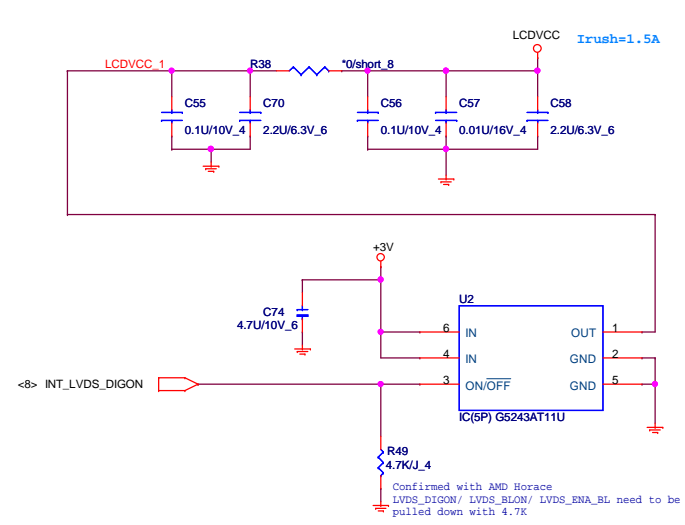 LCDVCC
Irush=1.5A
LCDVCC_1
R38
*0/short_8
C55
0.1U/10V_4
C70
2.2U/6.3V_6
C56
0.1U/10V_4
C57
0.01U/16V_4
C58
2.2U/6.3V_6
+3V
C74
4.7U/10V_6
U2
6 IN
OUT 1
4 IN
GND 2
3 ON/OFF
GND 5
IC(5P) G5243AT11U
<8> INT_LVDS_DIGON
R49
4.7K/J_4
Confirmed with AMD Horace
LVDS_DIGON/ LVDS_BLON/ LVDS_ENA_BL need to be
pulled down with 4.7K